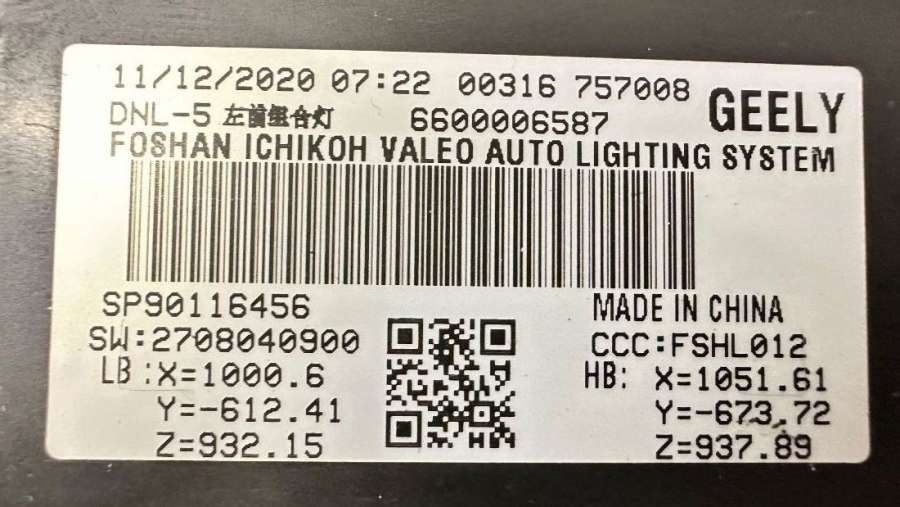 11/12/2020 07:22 00316 757008
GEELY
DNL-5 左前组合灯 6600006587
FOSHAN ICHIKOH VALEO AUTO LIGHTING SYSTEM
SP90116456 MADE IN CHINA
SW:2708040900 CCC:FSHL012
LB:X=1000.6 HB: X=1051.61
Y=-612.41 Y=-673.72
Z=932.15 Z=937.89